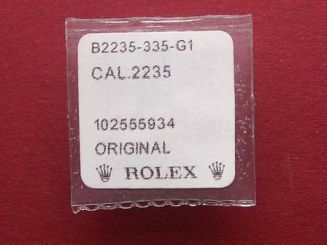 B2235-335-G1
CAL.2235
102555934
ORIGINAL
ROLEX